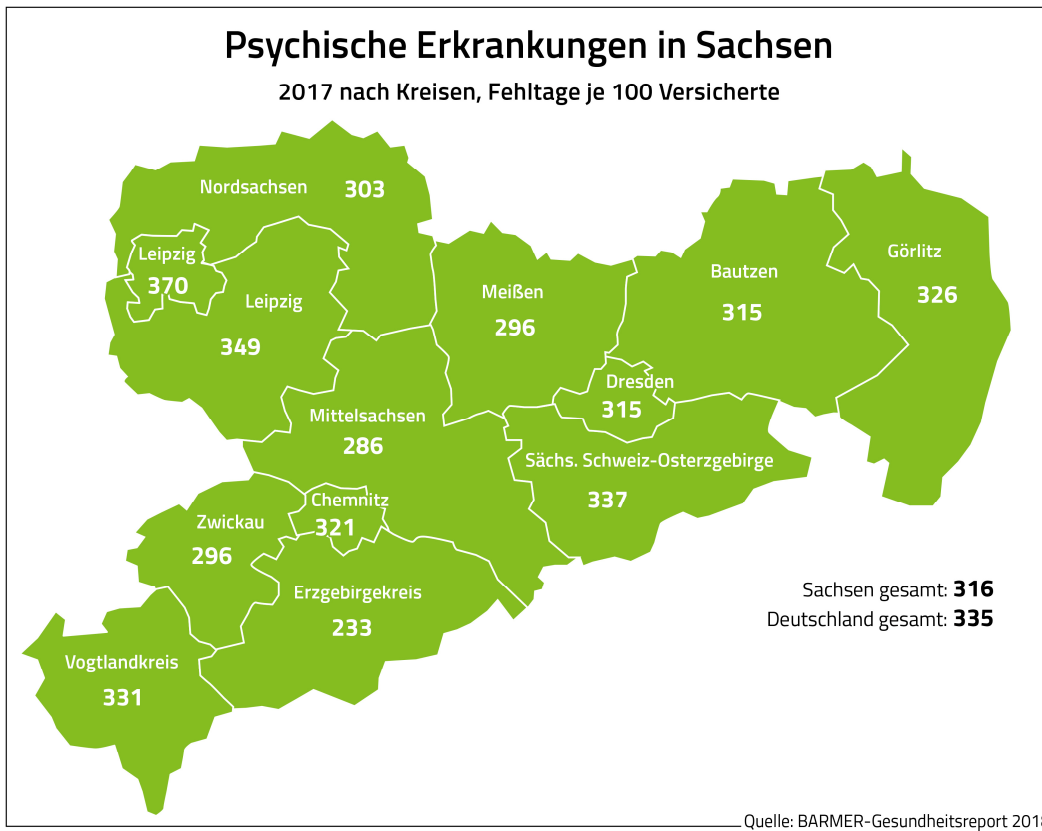 Psychische Erkrankungen in Sachsen
2017 nach Kreisen, Fehltage je 100 Versicherte
Nordsachsen 303
Leipzig
370
Leipzig
349
Meißen
296
Bautzen
315
Görlitz
326
Dresden
315
Mittelsachsen
286
Sächs. Schweiz-Osterzgebirge
337
Chemnitz
321
Zwickau
296
Erzgebirgekreis
233
Vogtlandkreis
331
Sachsen gesamt: 316
Deutschland gesamt: 335
Quelle: BARMER-Gesundheitsreport 2018